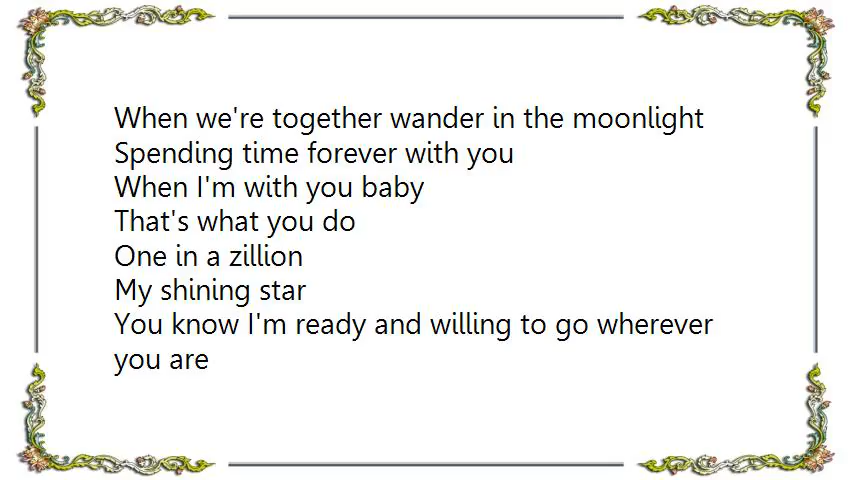 When we're together wander in the moonlight
Spending time forever with you
When I'm with you baby
That's what you do
One in a zillion
My shining star
You know I'm ready and willing to go wherever
you are